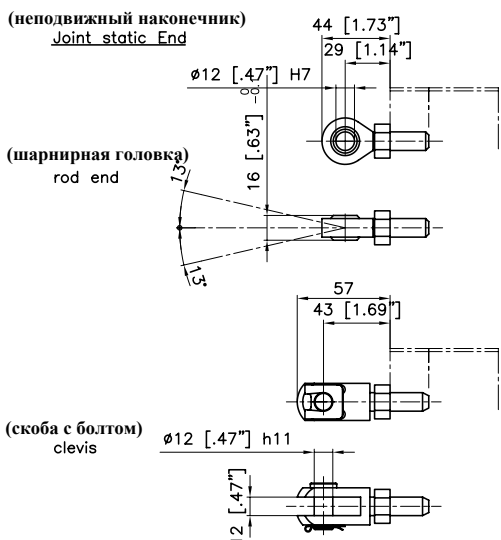 (неподвижный наконечник)
Joint static End
44 [1.73”]
29 [1.14”]
ø12 [.47”] H7
16 [.63”]
(шарнирная головка)
rod end
13°
13°
57
43 [1.69”]
(скоба с болтом)
clevis
ø12 [.47”] h11
12 [.47”]